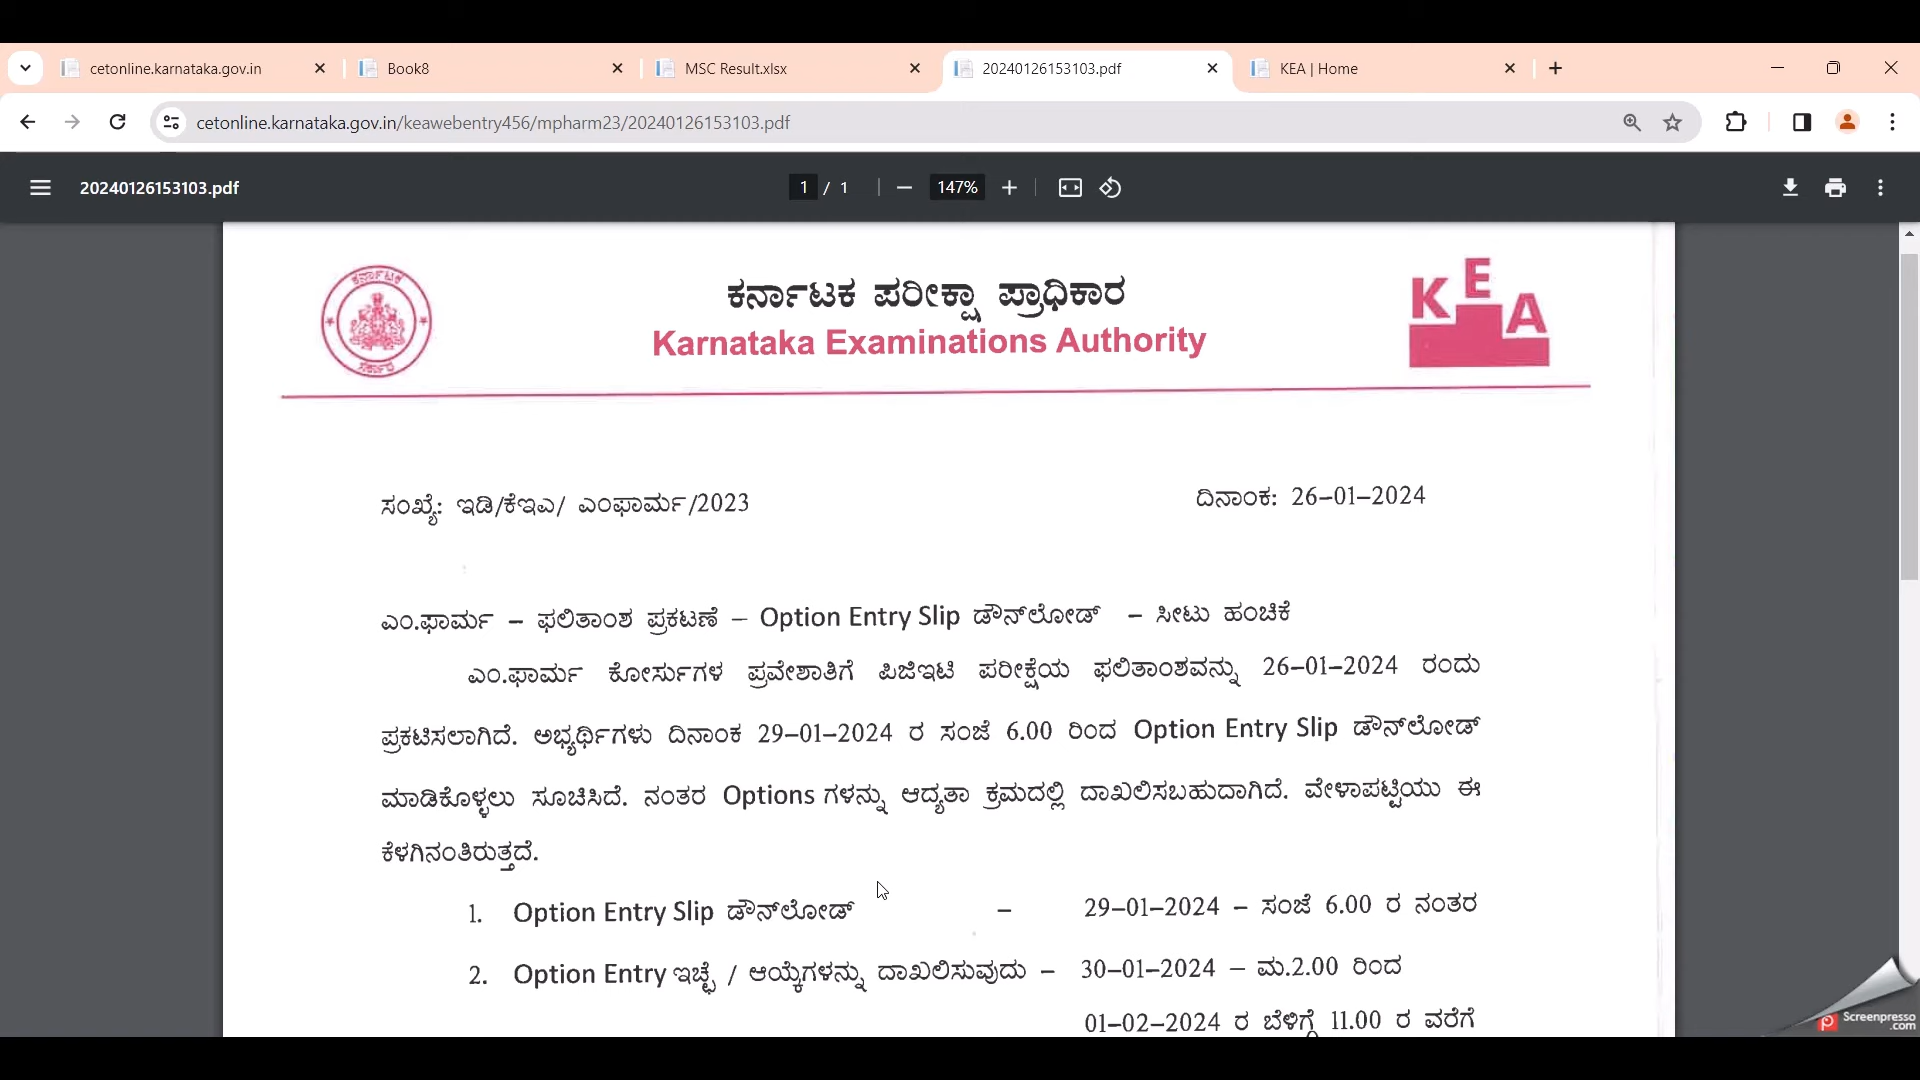 cetonline.karnataka.gov.in
Book8
MSC Result.xlsx
20240126153103.pdf
KEA | Home
cetonline.karnataka.gov.in/keawebentry456/mpharm23/20240126153103.pdf
20240126153103.pdf
1 / 1
147%
ಕರ್ನಾಟಕ
ಸರ್ಕಾರ
ಕರ್ನಾಟಕ ಪರೀಕ್ಷಾ ಪ್ರಾಧಿಕಾರ
Karnataka Examinations Authority
KEA
ಸಂಖ್ಯೆ: ಇಡಿ/ಕೆಇಎ/ ಎಂಫಾರ್ಮ/2023
ದಿನಾಂಕ: 26-01-2024
ಎಂ.ಫಾರ್ಮ – ಫಲಿತಾಂಶ ಪ್ರಕಟಣೆ – Option Entry Slip ಡೌನ್‌ಲೋಡ್ – ಸೀಟು ಹಂಚಿಕೆ
ಎಂ.ಫಾರ್ಮ ಕೋರ್ಸುಗಳ ಪ್ರವೇಶಾತಿಗೆ ಪಿಜಿಇಟಿ ಪರೀಕ್ಷೆಯ ಫಲಿತಾಂಶವನ್ನು 26-01-2024 ರಂದು
ಪ್ರಕಟಿಸಲಾಗಿದೆ. ಅಭ್ಯರ್ಥಿಗಳು ದಿನಾಂಕ 29-01-2024 ರ ಸಂಜೆ 6.00 ರಿಂದ Option Entry Slip ಡೌನ್‌ಲೋಡ್
ಮಾಡಿಕೊಳ್ಳಲು ಸೂಚಿಸಿದೆ. ನಂತರ Options ಗಳನ್ನು ಆದ್ಯತಾ ಕ್ರಮದಲ್ಲಿ ದಾಖಲಿಸಬಹುದಾಗಿದೆ. ವೇಳಾಪಟ್ಟಿಯು ಈ
ಕೆಳಗಿನಂತಿರುತ್ತದೆ.
1. Option Entry Slip ಡೌನ್‌ಲೋಡ್ – 29-01-2024 – ಸಂಜೆ 6.00 ರ ನಂತರ
2. Option Entry ಇಚ್ಛೆ / ಆಯ್ಕೆಗಳನ್ನು ದಾಖಲಿಸುವುದು – 30-01-2024 – ಮ.2.00 ರಿಂದ
01-02-2024 ರ ಬೆಳಿಗ್ಗೆ 11.00 ರ ವರೆಗೆ
Screenpresso
.com